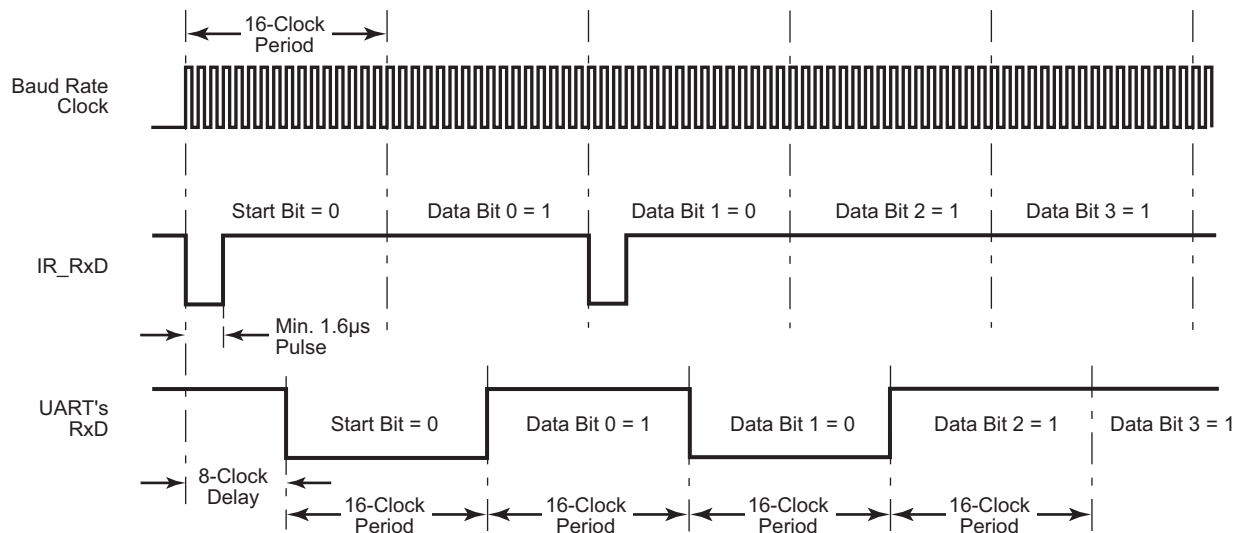 16-Clock
Period
Baud Rate
Clock
Start Bit = 0
Data Bit 0 = 1
Data Bit 1 = 0
Data Bit 2 = 1
Data Bit 3 = 1
IR_RxD
Min. 1.6µs
Pulse
UART's
RxD
Start Bit = 0
Data Bit 0 = 1
Data Bit 1 = 0
Data Bit 2 = 1
Data Bit 3 = 1
8-Clock
Delay
16-Clock
Period
16-Clock
Period
16-Clock
Period
16-Clock
Period